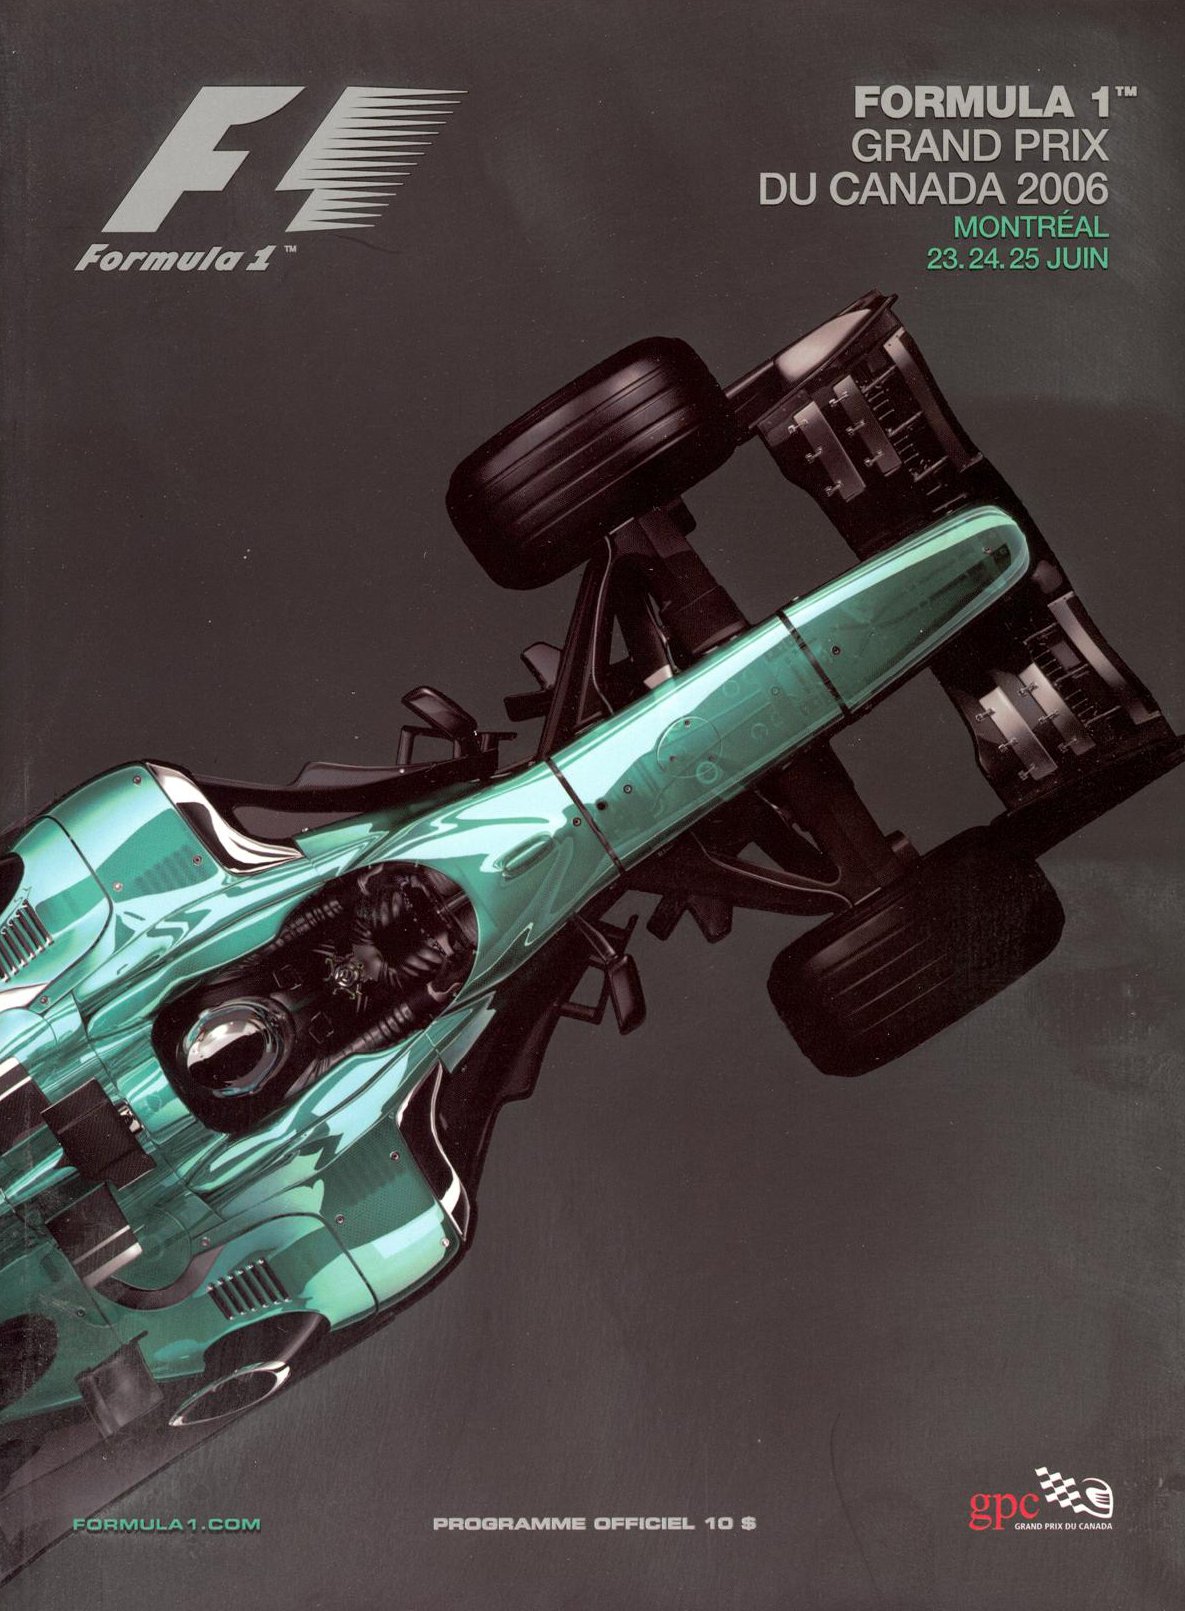 F1
Formula 1™
FORMULA 1™
GRAND PRIX
DU CANADA 2006
MONTRÉAL
23.24.25 JUIN
FORMULA1.COM
PROGRAMME OFFICIEL 10 $
gpc
GRAND PRIX DU CANADA